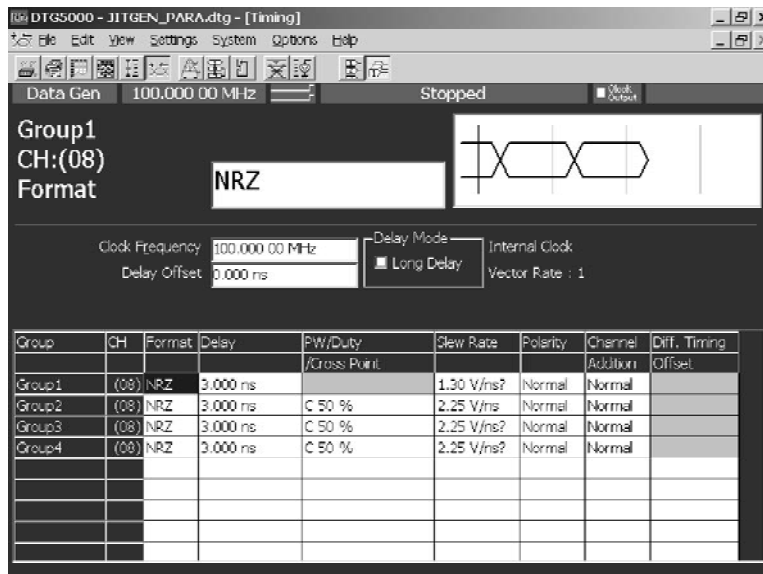 DTG5000 - JITGEN_PARA.dtg - [Timing]
File Edit View Settings System Options Help
Data Gen 100.000 00 MHz Stopped Clock Output
Group1
CH:(08)
Format
NRZ
Clock Frequency 100.000 00 MHz
Delay Offset 0.000 ns
Delay Mode
Long Delay
Internal Clock
Vector Rate : 1
Group CH Format Delay PW/Duty Slew Rate Polarity Channel Diff. Timing
/Cross Point Addition Offset
Group1 (08) NRZ 3.000 ns 1.30 V/ns? Normal Normal
Group2 (08) NRZ 3.000 ns C 50 % 2.25 V/ns Normal Normal
Group3 (08) NRZ 3.000 ns C 50 % 2.25 V/ns? Normal Normal
Group4 (08) NRZ 3.000 ns C 50 % 2.25 V/ns? Normal Normal